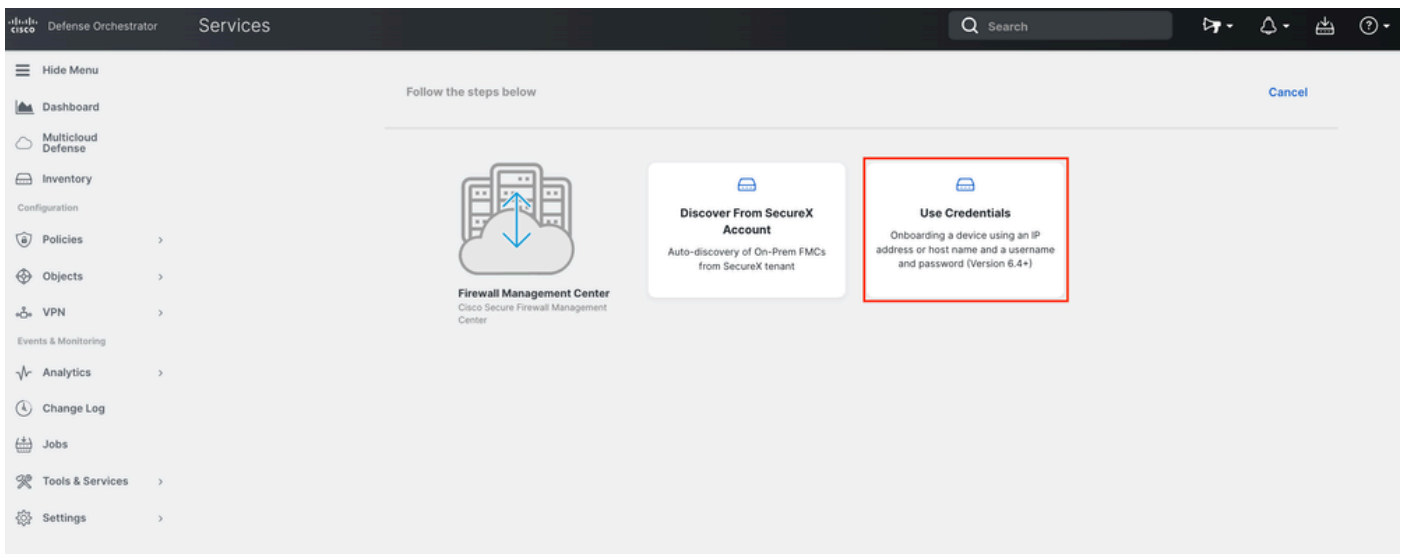 cisco Defense Orchestrator Services Search
Hide Menu
Dashboard
Multicloud
Defense
Inventory
Configuration
Policies
Objects
VPN
Events & Monitoring
Analytics
Change Log
Jobs
Tools & Services
Settings
Follow the steps below Cancel
Firewall Management Center
Cisco Secure Firewall Management
Center
Discover From SecureX
Account
Auto-discovery of On-Prem FMCs
from SecureX tenant
Use Credentials
Onboarding a device using an IP
address or host name and a username
and password (Version 6.4+)